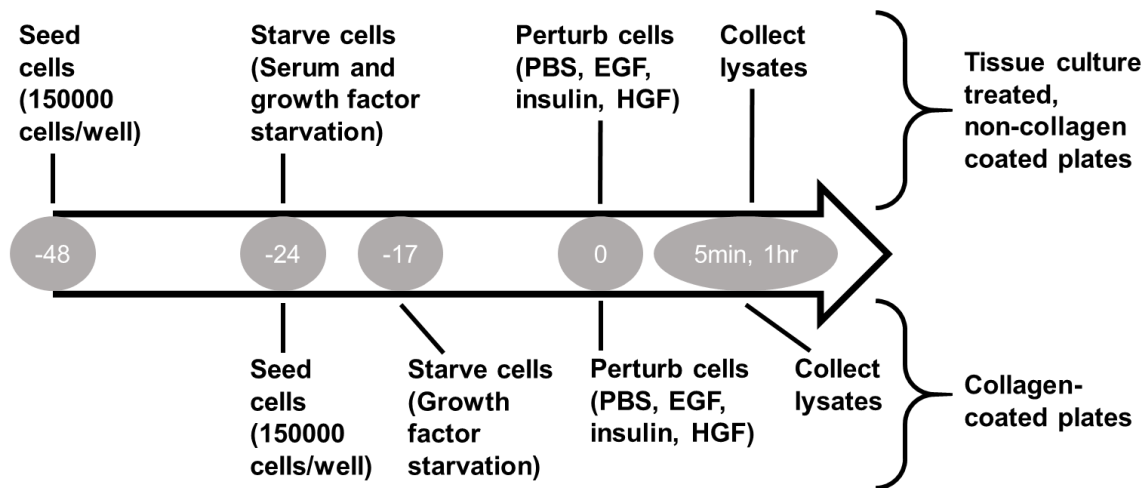 Seed
cells
(150000
cells/well)
Starve cells
(Serum and
growth factor
starvation)
Perturb cells
(PBS, EGF,
insulin, HGF)
Collect
lysates
Tissue culture
treated,
non-collagen
coated plates
-48
-24
-17
0
5min, 1hr
Seed
cells
(150000
cells/well)
Starve cells
(Growth
factor
starvation)
Perturb cells
(PBS, EGF,
insulin, HGF)
Collect
lysates
Collagen-
coated plates